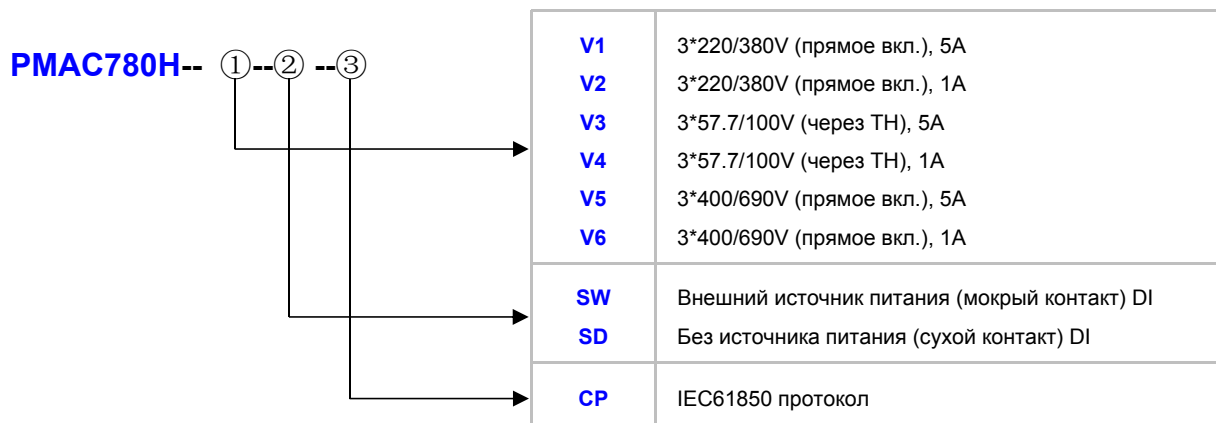 PMAC780H-- ①--② --③
V1 3*220/380V (прямое вкл.), 5A
V2 3*220/380V (прямое вкл.), 1A
V3 3*57.7/100V (через ТН), 5A
V4 3*57.7/100V (через ТН), 1A
V5 3*400/690V (прямое вкл.), 5A
V6 3*400/690V (прямое вкл.), 1A
SW Внешний источник питания (мокрый контакт) DI
SD Без источника питания (сухой контакт) DI
CP IEC61850 протокол